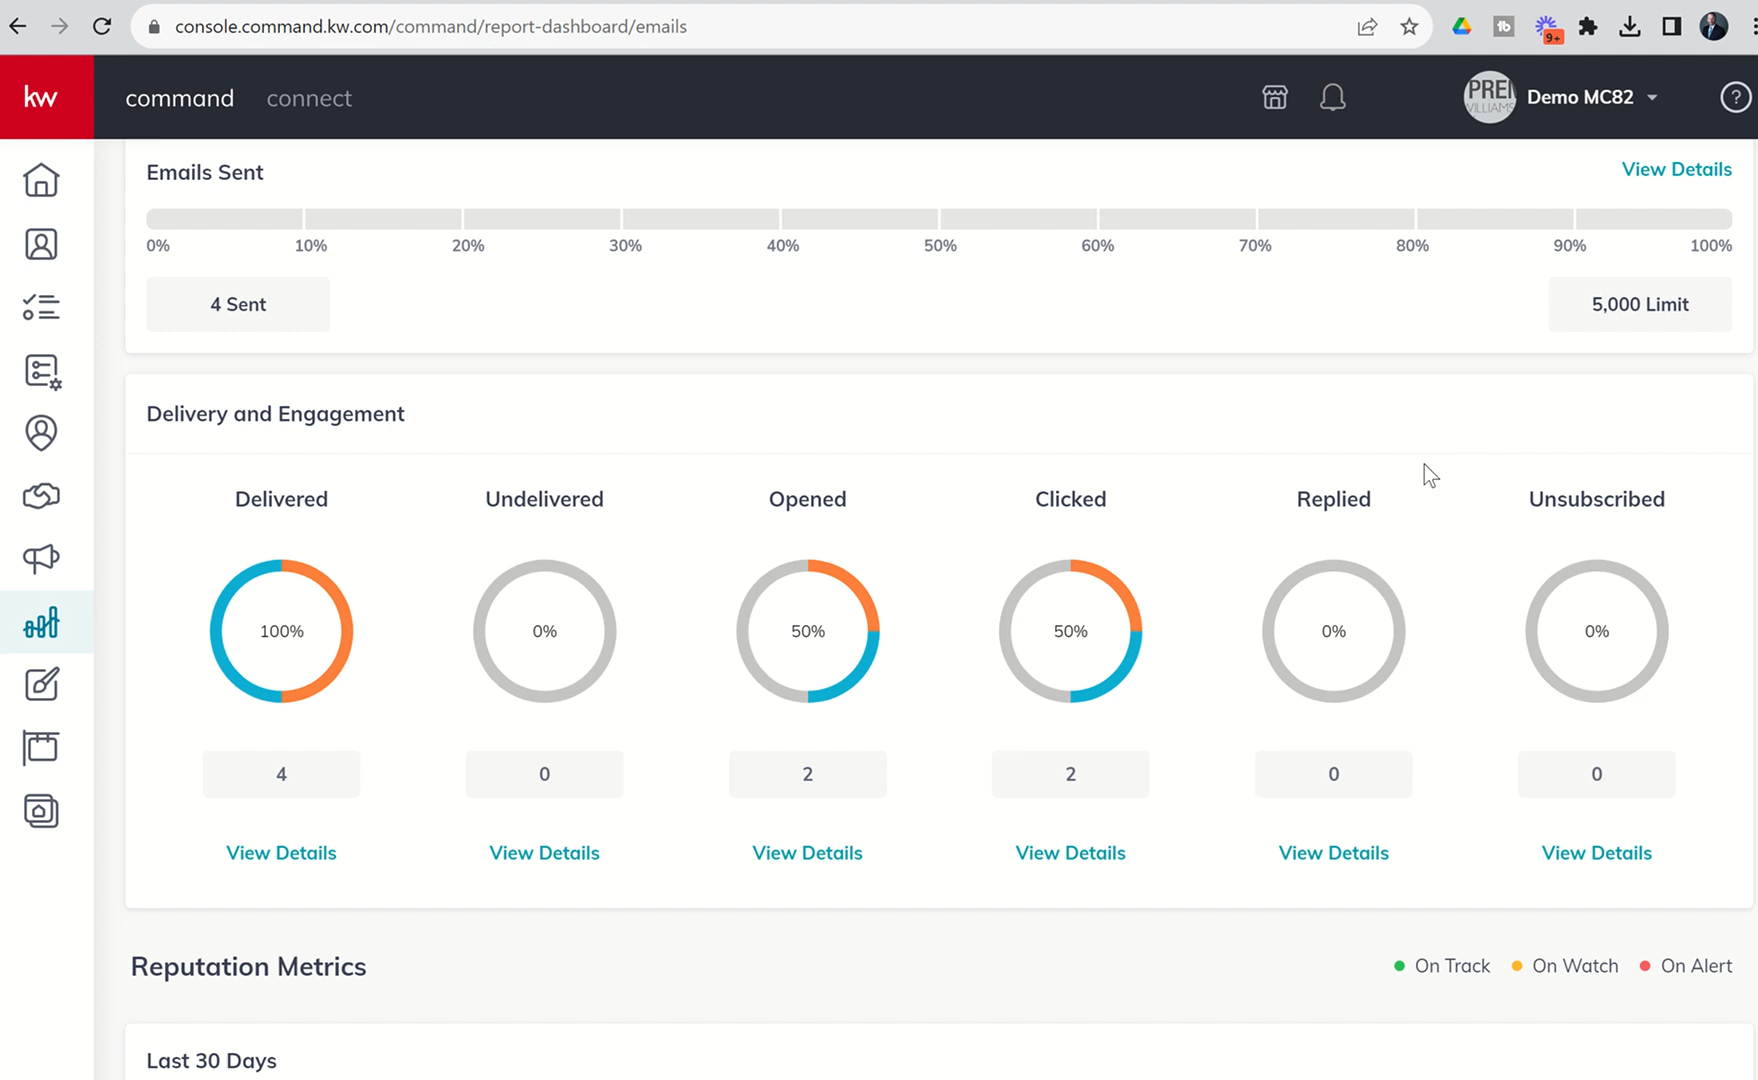 console.command.kw.com/command/report-dashboard/emails
9+
kw command connect
PREM
WILLIAMS
Demo MC82
?
Emails Sent View Details
0% 10% 20% 30% 40% 50% 60% 70% 80% 90% 100%
4 Sent 5,000 Limit
Delivery and Engagement
Delivered Undelivered Opened Clicked Replied Unsubscribed
100% 0% 50% 50% 0% 0%
4 0 2 2 0 0
View Details View Details View Details View Details View Details View Details
Reputation Metrics On Track On Watch On Alert
Last 30 Days